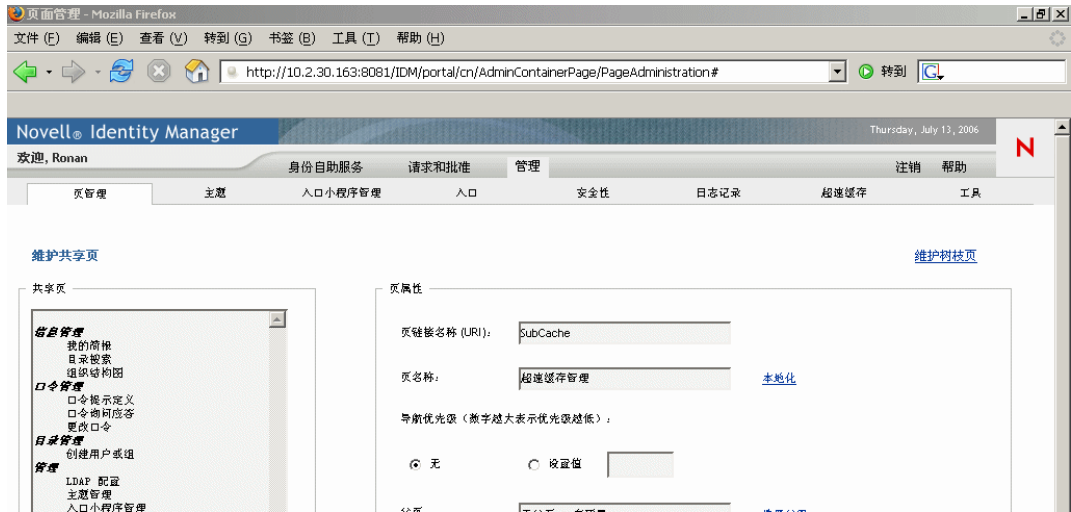 页面管理 - Mozilla Firefox
文件 (F) 编辑 (E) 查看 (V) 转到 (G) 书签 (B) 工具 (T) 帮助 (H)
http://10.2.30.163:8081/IDM/portal/cn/AdminContainerPage/PageAdministration#
转到
Novell® Identity Manager
Thursday, July 13, 2006
N
欢迎, Ronan
身份自助服务 请求和批准 管理 注销 帮助
页管理 主题 入口小程序管理 入口 安全性 日志记录 超速缓存 工具
维护共享页
维护树枝页
共享页
信息管理
我的简报
目录搜索
组织结构图
口令管理
口令提示定义
口令询问应答
更改口令
目录管理
创建用户或组
管理
LDAP 配置
主题管理
入口小程序管理
页属性
页链接名称 (URI): SubCache
页名称: 超速缓存管理 本地化
导航优先级（数字越大表示优先级越低）:
无 设置值